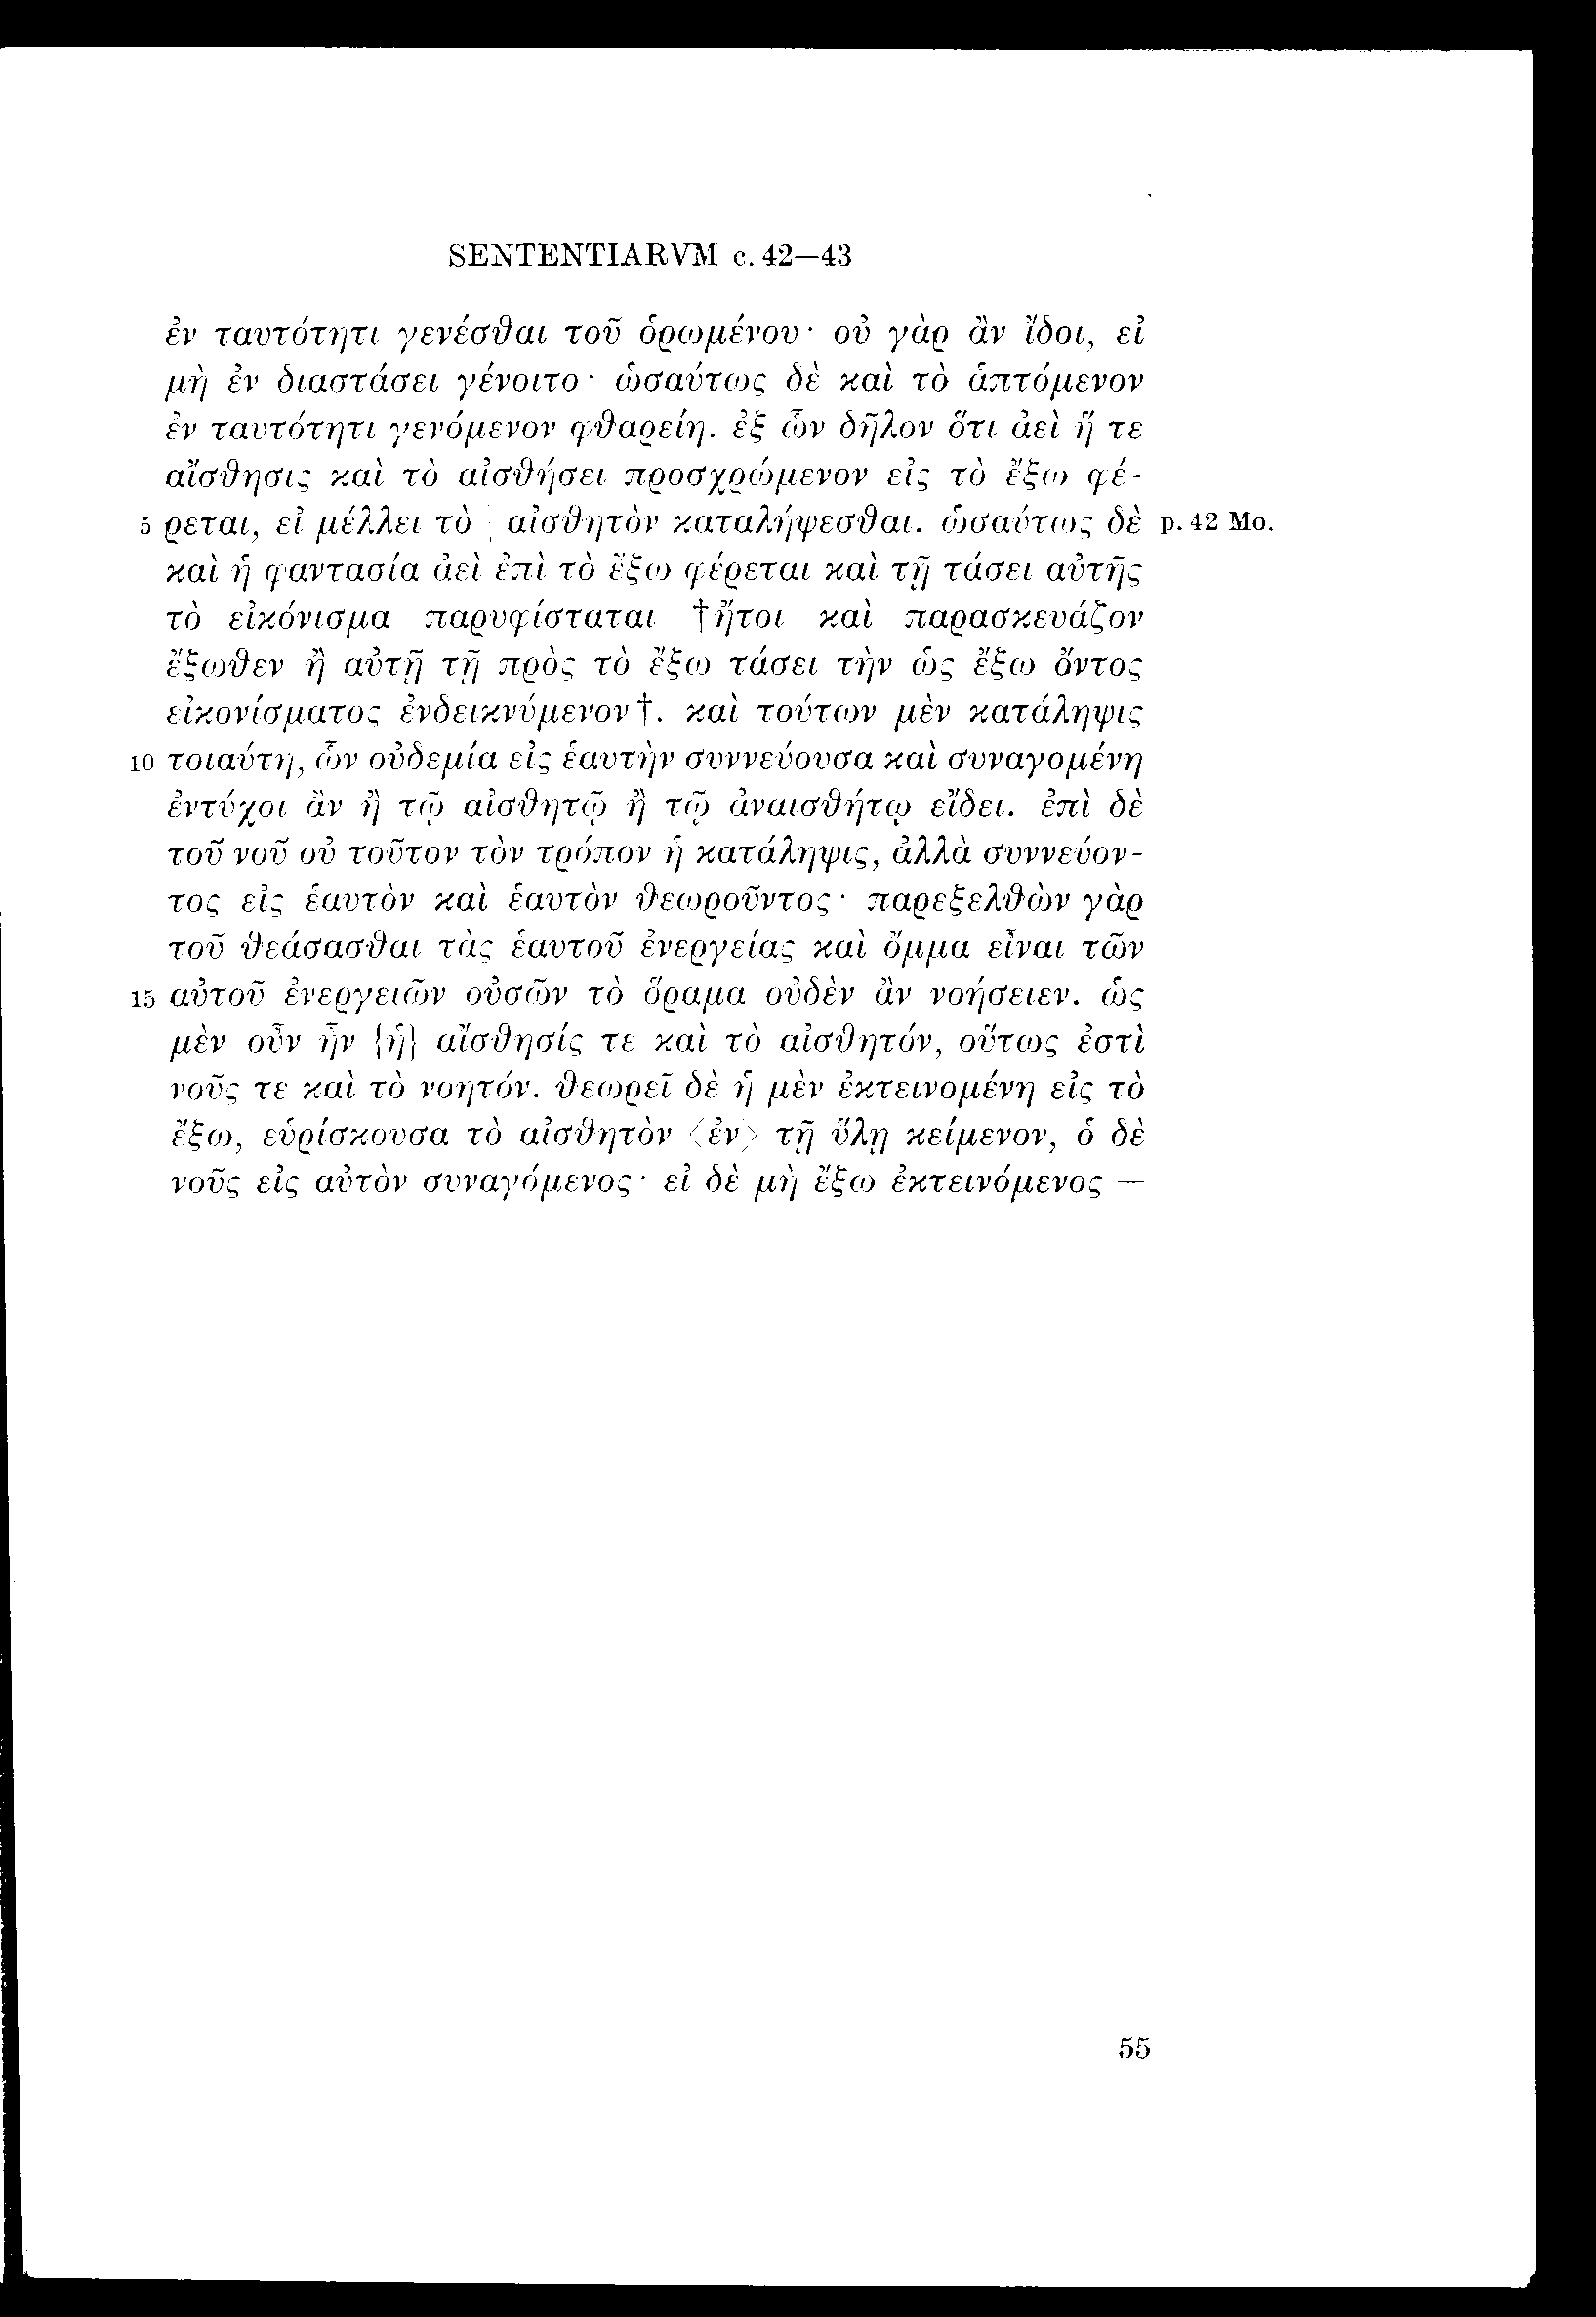 SENTENTIARVM c. 42—43
ἐν ταυτότητι γενέσθαι τοῦ ὁρωμένου· οὐ γὰρ ἂν ἴδοι, εἰ
μὴ ἐν διαστάσει γένοιτο· ὡσαύτως δὲ καὶ τὸ ἁπτόμενον
ἐν ταυτότητι γενόμενον φθαρείη. ἐξ ὧν δῆλον ὅτι ἀεὶ ἥ τε
αἴσθησις καὶ τὸ αἰσθήσει προσχρώμενον εἰς τὸ ἔξω φέ-
5 ρεται, εἰ μέλλει τὸ | αἰσθητὸν καταλήψεσθαι. ὡσαύτως δὲ p. 42 Mo.
καὶ ἡ φαντασία ἀεὶ ἐπὶ τὸ ἔξω φέρεται καὶ τῇ τάσει αὐτῆς
τὸ εἰκόνισμα παρυφίσταται †ἤτοι καὶ παρασκευάζον
ἔξωθεν ἢ αὐτῇ τῇ πρὸς τὸ ἔξω τάσει τὴν ὡς ἔξω ὄντος
εἰκονίσματος ἐνδεικνύμενον†. καὶ τούτων μὲν κατάληψις
10 τοιαύτη, ὧν οὐδεμία εἰς ἑαυτὴν συννεύουσα καὶ συναγομένη
ἐντύχοι ἂν ἢ τῷ αἰσθητῷ ἢ τῷ ἀναισθήτῳ εἴδει. ἐπὶ δὲ
τοῦ νοῦ οὐ τοῦτον τὸν τρόπον ἡ κατάληψις, ἀλλὰ συννεύον-
τος εἰς ἑαυτὸν καὶ ἑαυτὸν θεωροῦντος· παρεξελθὼν γὰρ
τοῦ θεάσασθαι τὰς ἑαυτοῦ ἐνεργείας καὶ ὄμμα εἶναι τῶν
15 αὐτοῦ ἐνεργειῶν οὐσῶν τὸ ὅραμα οὐδὲν ἂν νοήσειεν. ὡς
μὲν οὖν ἦν {ἡ} αἴσθησίς τε καὶ τὸ αἰσθητόν, οὕτως ἐστὶ
νοῦς τε καὶ τὸ νοητόν. θεωρεῖ δὲ ἡ μὲν ἐκτεινομένη εἰς τὸ
ἔξω, εὑρίσκουσα τὸ αἰσθητὸν ⟨ἐν⟩ τῇ ὕλῃ κείμενον, ὁ δὲ
νοῦς εἰς αὑτὸν συναγόμενος· εἰ δὲ μὴ ἔξω ἐκτεινόμενος —
55